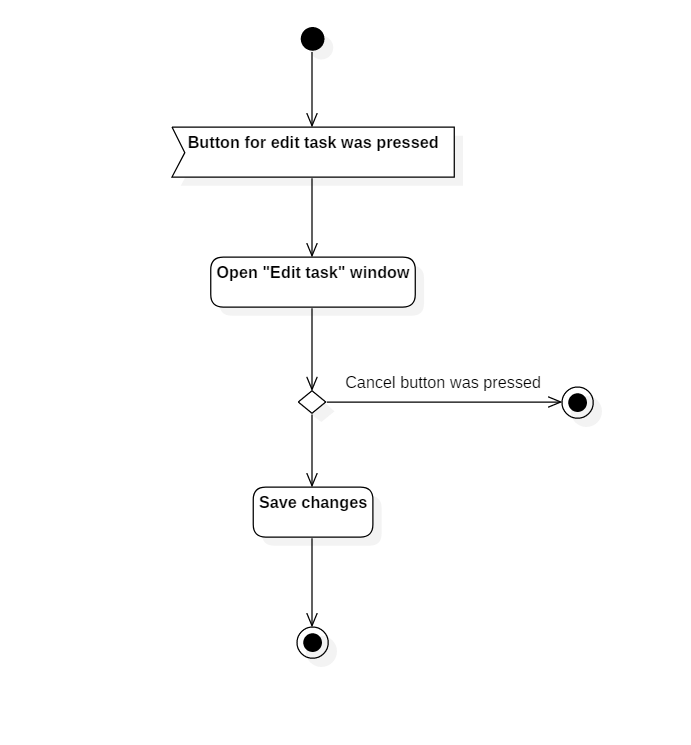 Button for edit task was pressed
Open "Edit task" window
Cancel button was pressed
Save changes